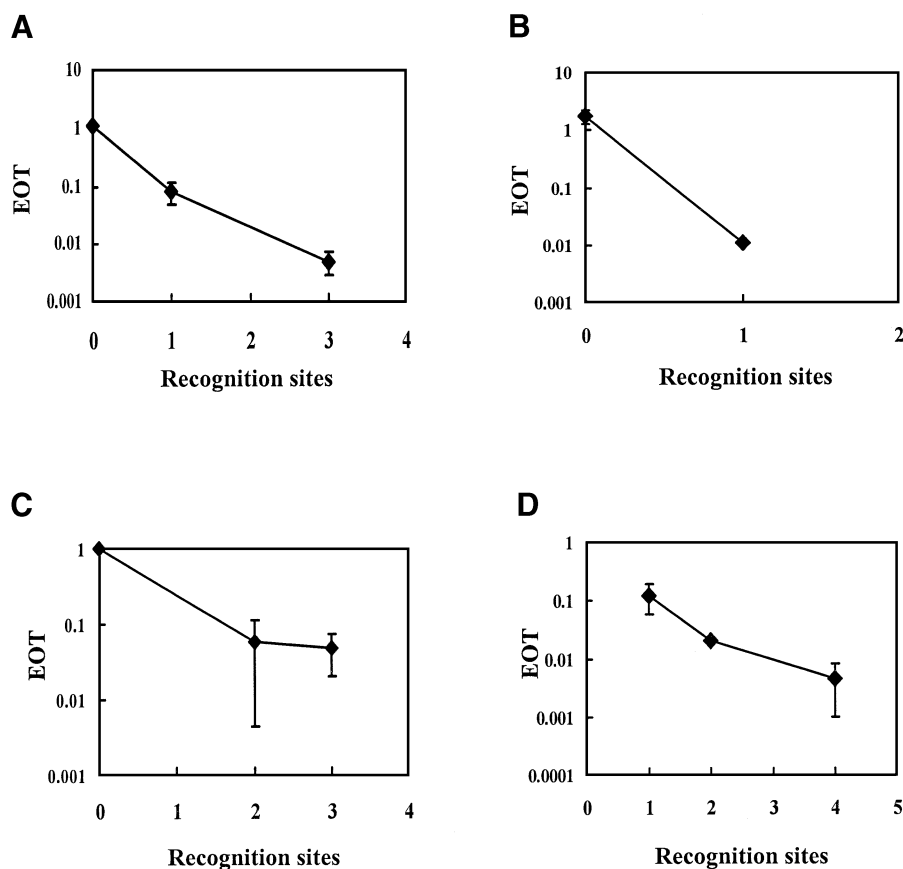 A
10
1
0.1
0.01
0.001
EOT
0 1 2 3 4
Recognition sites
B
10
1
0.1
0.01
0.001
EOT
0 1 2
Recognition sites
C
1
0.1
0.01
0.001
EOT
0 1 2 3 4
Recognition sites
D
1
0.1
0.01
0.001
0.0001
EOT
0 1 2 3 4 5
Recognition sites